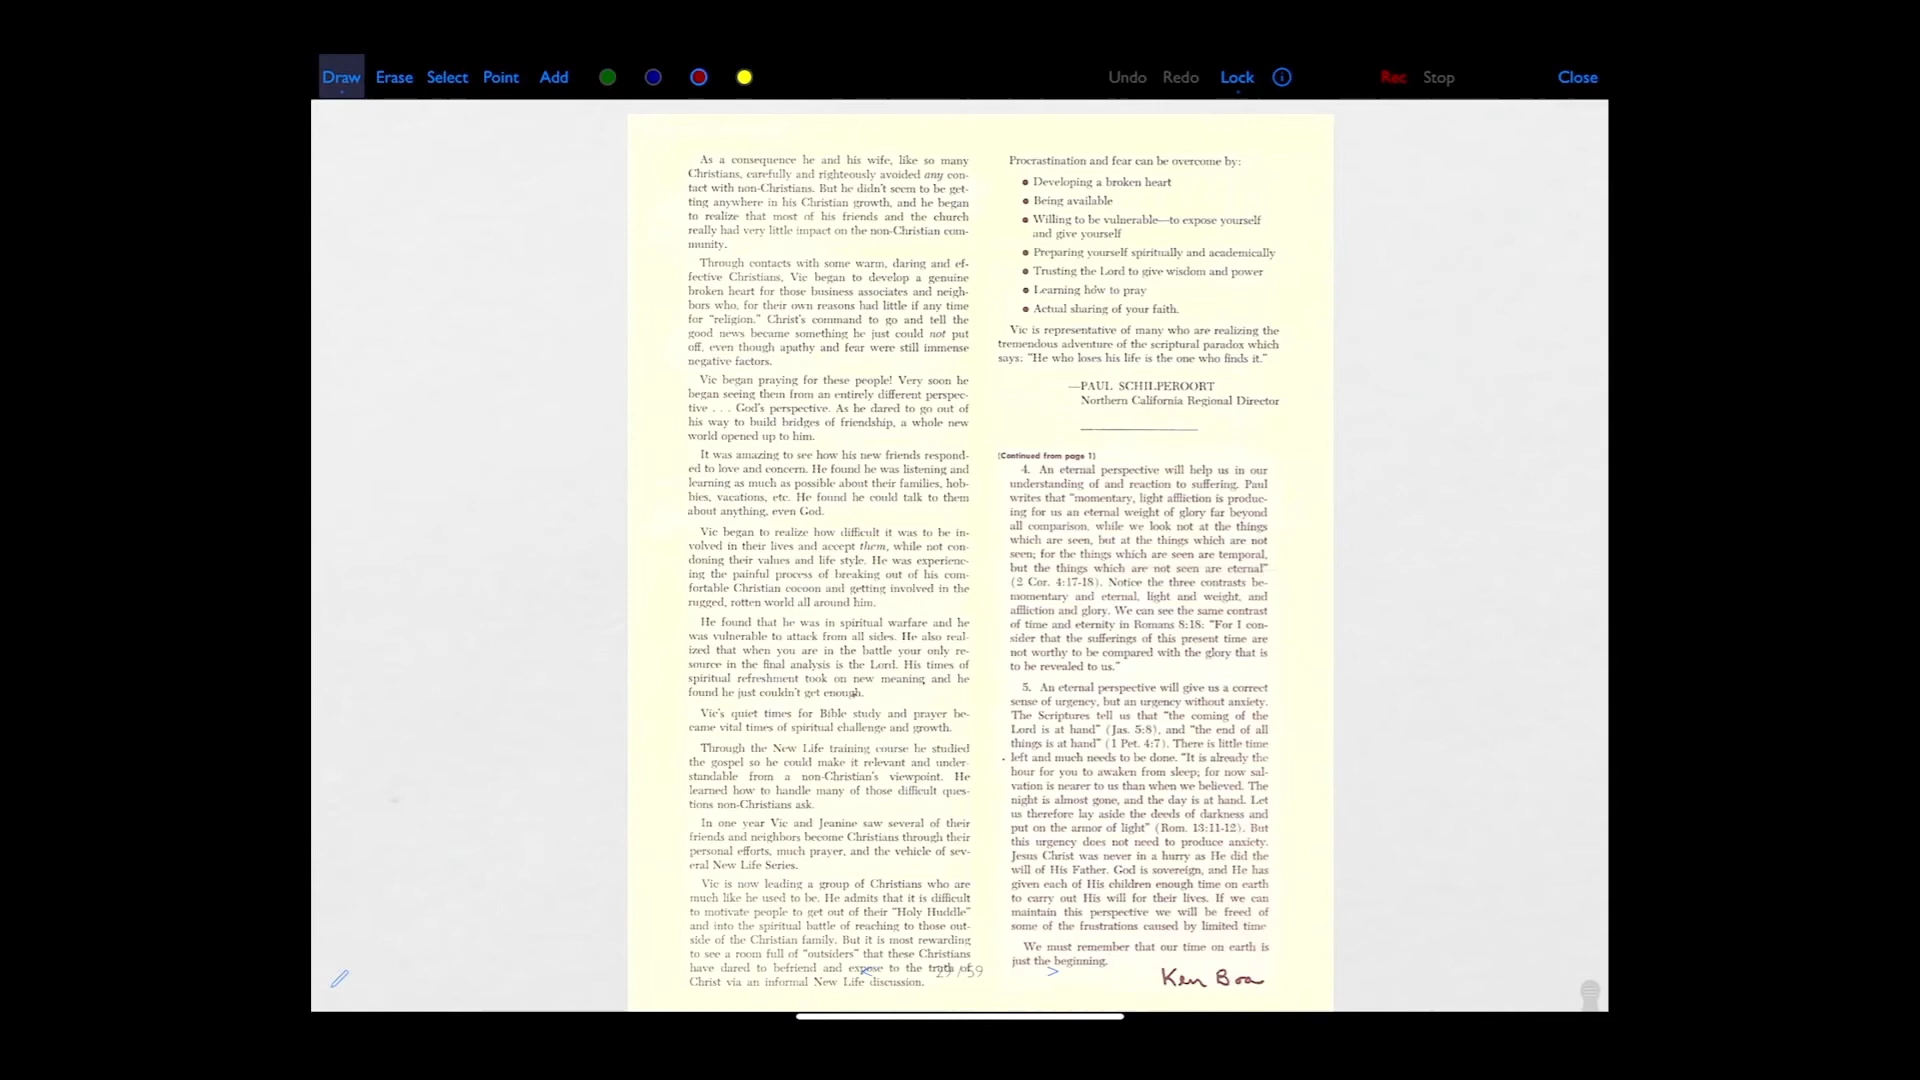 Draw Erase Select Point Add Undo Redo Lock Rec Stop Close
As a consequence he and his wife, like so many
Christians, carefully and righteously avoided any con-
tact with non-Christians. But he didn't seem to be get-
ting anywhere in his Christian growth, and he began
to realize that most of his friends and the church
really had very little impact on the non-Christian com-
munity.
Through contacts with some warm, daring and ef-
fective Christians, Vic began to develop a genuine
broken heart for those business associates and neigh-
bors who, for their own reasons had little if any time
for "religion." Christ's command to go and tell the
good news became something he just could not put
off, even though apathy and fear were still immense
negative factors.
Vic began praying for these people! Very soon he
began seeing them from an entirely different perspec-
tive . . . God's perspective. As he dared to go out of
his way to build bridges of friendship, a whole new
world opened up to him.
It was amazing to see how his new friends respond-
ed to love and concern. He found he was listening and
learning as much as possible about their families, hob-
bies, vacations, etc. He found he could talk to them
about anything, even God.
Vic began to realize how difficult it was to be in-
volved in their lives and accept them, while not con-
doning their values and life style. He was experienc-
ing the painful process of breaking out of his com-
fortable Christian cocoon and getting involved in the
rugged, rotten world all around him.
He found that he was in spiritual warfare and he
was vulnerable to attack from all sides. He also real-
ized that when you are in the battle your only re-
source in the final analysis is the Lord. His times of
spiritual refreshment took on new meaning and he
found he just couldn't get enough.
Vic's quiet times for Bible study and prayer be-
came vital times of spiritual challenge and growth.
Through the New Life training course he studied
the gospel so he could make it relevant and under-
standable from a non-Christian's viewpoint. He
learned how to handle many of those difficult ques-
tions non-Christians ask.
In one year Vic and Jeanine saw several of their
friends and neighbors become Christians through their
personal efforts, much prayer, and the vehicle of sev-
eral New Life Series.
Vic is now leading a group of Christians who are
much like he used to be. He admits that it is difficult
to motivate people to get out of their "Holy Huddle"
and into the spiritual battle of reaching to those out-
side of the Christian family. But it is most rewarding
to see a room full of "outsiders" that these Christians
have dared to befriend and expose to the truth of
Christ via an informal New Life discussion.
Procrastination and fear can be overcome by:
• Developing a broken heart
• Being available
• Willing to be vulnerable—to expose yourself
and give yourself
• Preparing yourself spiritually and academically
• Trusting the Lord to give wisdom and power
• Learning how to pray
• Actual sharing of your faith.
Vic is representative of many who are realizing the
tremendous adventure of the scriptural paradox which
says: "He who loses his life is the one who finds it."
—PAUL SCHILPEROORT
Northern California Regional Director
(Continued from page 1)
4. An eternal perspective will help us in our
understanding of and reaction to suffering. Paul
writes that "momentary, light affliction is produc-
ing for us an eternal weight of glory far beyond
all comparison, while we look not at the things
which are seen, but at the things which are not
seen; for the things which are seen are temporal,
but the things which are not seen are eternal"
(2 Cor. 4:17-18). Notice the three contrasts be-
momentary and eternal, light and weight, and
affliction and glory. We can see the same contrast
of time and eternity in Romans 8:18: "For I con-
sider that the sufferings of this present time are
not worthy to be compared with the glory that is
to be revealed to us."
5. An eternal perspective will give us a correct
sense of urgency, but an urgency without anxiety.
The Scriptures tell us that "the coming of the
Lord is at hand" (Jas. 5:8), and "the end of all
things is at hand" (1 Pet. 4:7). There is little time
left and much needs to be done. "It is already the
hour for you to awaken from sleep; for now sal-
vation is nearer to us than when we believed. The
night is almost gone, and the day is at hand. Let
us therefore lay aside the deeds of darkness and
put on the armor of light" (Rom. 13:11-12). But
this urgency does not need to produce anxiety.
Jesus Christ was never in a hurry as He did the
will of His Father. God is sovereign, and He has
given each of His children enough time on earth
to carry out His will for their lives. If we can
maintain this perspective we will be freed of
some of the frustrations caused by limited time
We must remember that our time on earth is
just the beginning.
Ken Boa
< 29 / 59 >